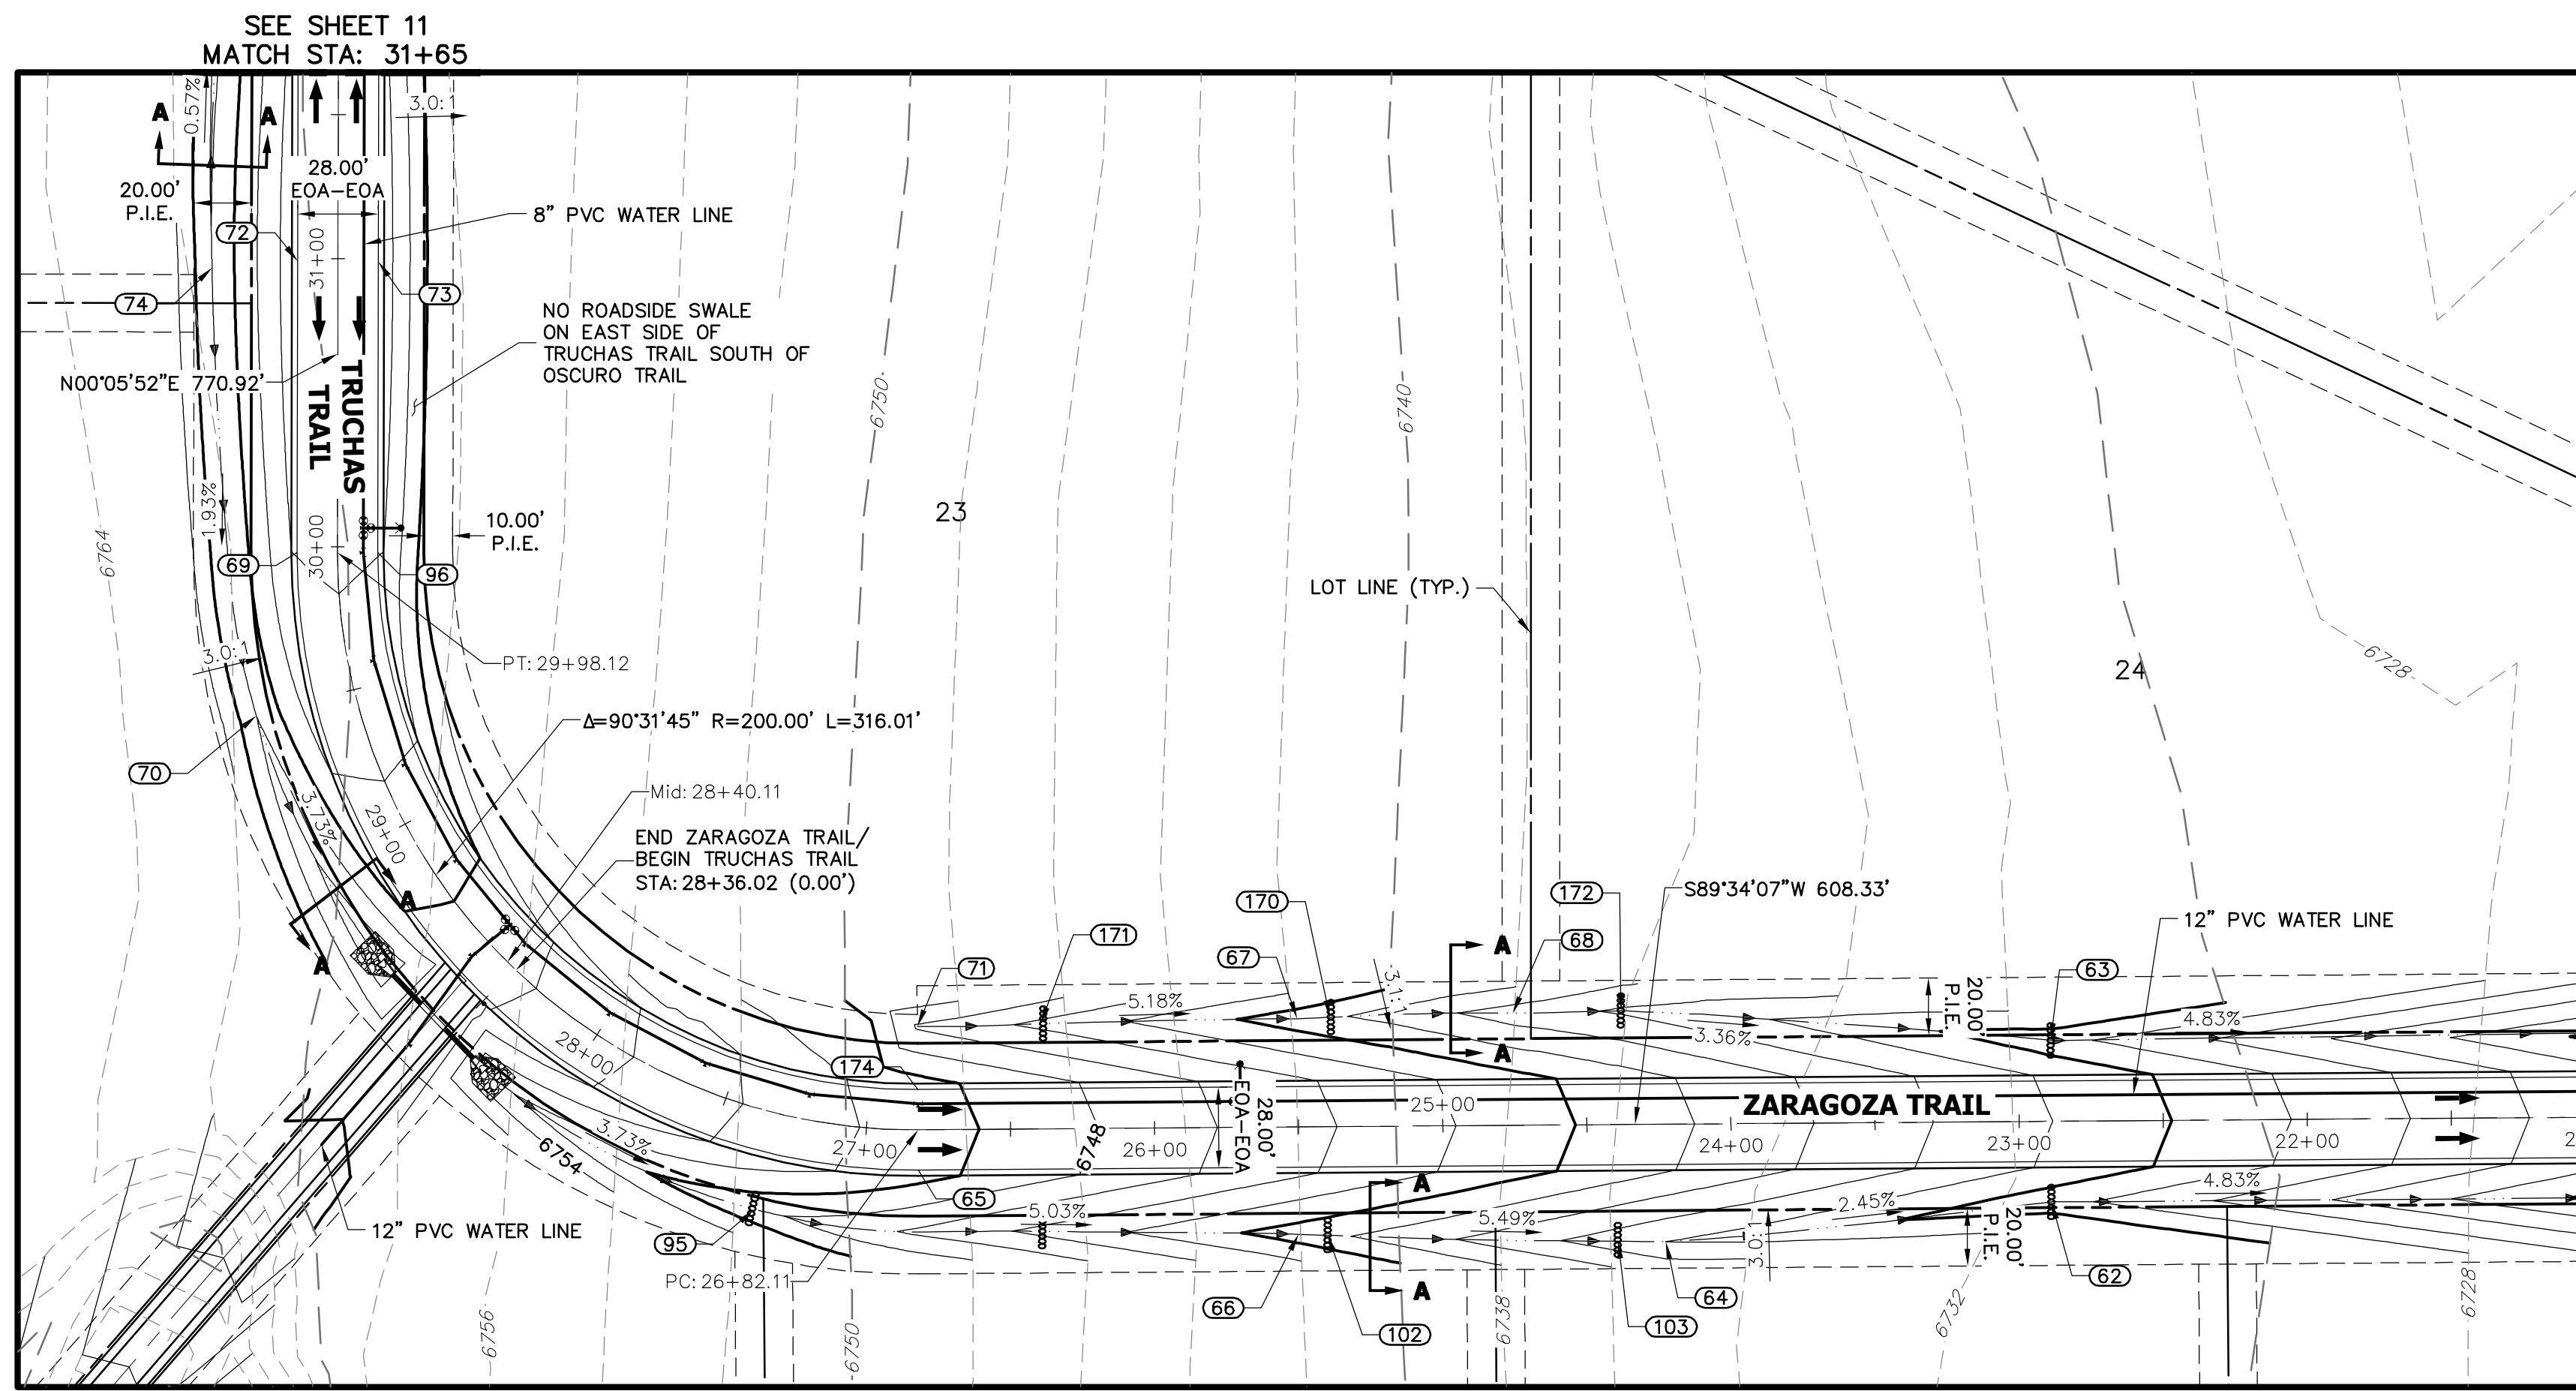 SEE SHEET 11
MATCH STA: 31+65
0.57%
A
A
3.0:1
28.00'
EOA-EOA
20.00'
P.I.E.
72
31+00
8" PVC WATER LINE
74
73
NO ROADSIDE SWALE
ON EAST SIDE OF
TRUCHAS TRAIL SOUTH OF
OSCURO TRAIL
N00°05'52"E 770.92'
TRUCHAS
TRAIL
6750
6740
1.93%
30+00
10.00'
P.I.E.
23
6764
69
96
LOT LINE (TYP.)
3.0:1
PT: 29+98.12
24
6728
70
Δ=90°31'45" R=200.00' L=316.01'
3.73%
29+00
Mid: 28+40.11
END ZARAGOZA TRAIL/
BEGIN TRUCHAS TRAIL
STA: 28+36.02 (0.00')
A
A
172
S89°34'07"W 608.33'
170
12" PVC WATER LINE
171
67
A
68
71
63
5.18%
3.1:1
20.00'
P.I.E.
4.83%
3.36%
28+00
174
A
EOA-EOA
28.00'
25+00
ZARAGOZA TRAIL
3.73%
6754
27+00
6748
26+00
24+00
23+00
22+00
2
65
A
4.83%
2.45%
5.03%
5.49%
12" PVC WATER LINE
95
3.0:1
20.00'
P.I.E.
PC: 26+82.11
62
A
66
64
102
103
6756
6750
6738
6732
6728